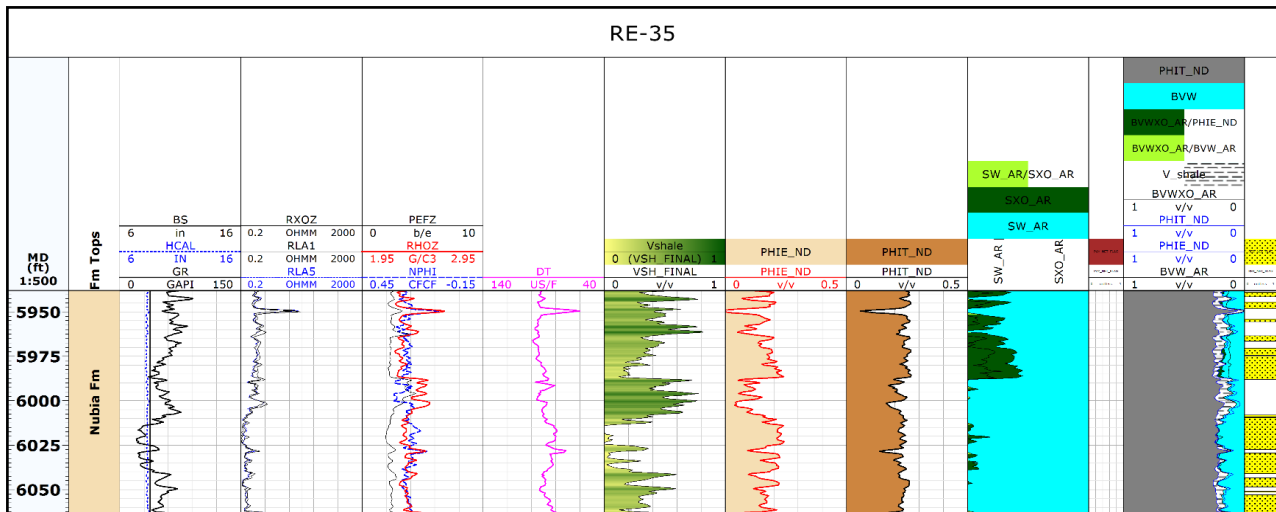 RE-35
MD
(ft)
1:500
Fm Tops
BS
6 in 16
HCAL
6 IN 16
GR
0 GAPI 150
RXOZ
0.2 OHMM 2000
RLA1
0.2 OHMM 2000
RLA5
0.2 OHMM 2000
PEFZ
0 b/e 10
RHOZ
1.95 G/C3 2.95
NPHI
0.45 CFCF -0.15
DT
140 US/F 40
Vshale
0 (VSH_FINAL) 1
VSH_FINAL
0 v/v 1
PHIE_ND
PHIE_ND
0 v/v 0.5
PHIT_ND
PHIT_ND
0 v/v 0.5
SW_AR/SXO_AR
SXO_AR
SW_AR
SW_AR
SXO_AR
PHIT_ND
BVW
BVWXO_AR/PHIE_ND
BVWXO_AR/BVW_AR
V_shale
BVWXO_AR
1 v/v 0
PHIT_ND
1 v/v 0
PHIE_ND
1 v/v 0
BVW_AR
1 v/v 0
5950
5975
6000
6025
6050
Nubia Fm